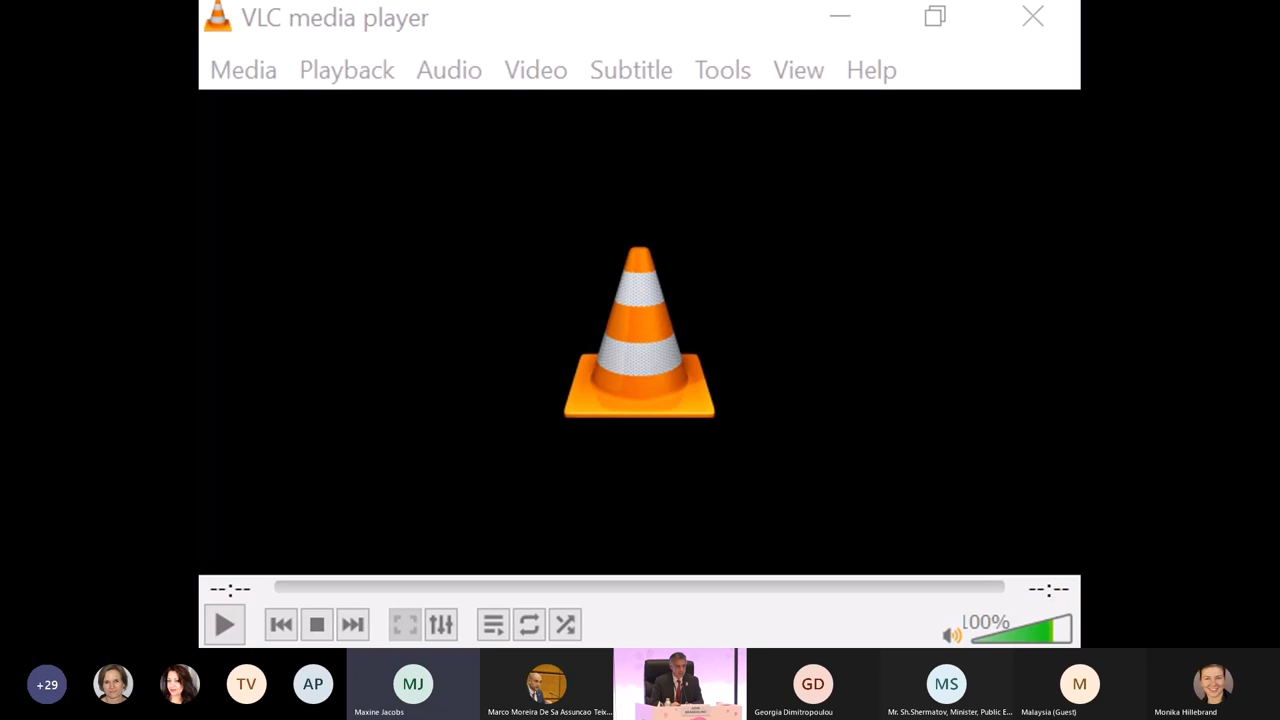 VLC media player
Media Playback Audio Video Subtitle Tools View Help
--:-- --:--
100%
+29 TV AP MJ GD MS M
Maxine Jacobs Marco Moreira De Sa Assuncao Teix... Georgia Dimitropoulou Mr. Sh.Shermatov, Minister, Public E... Malaysia (Guest) Monika Hillebrand